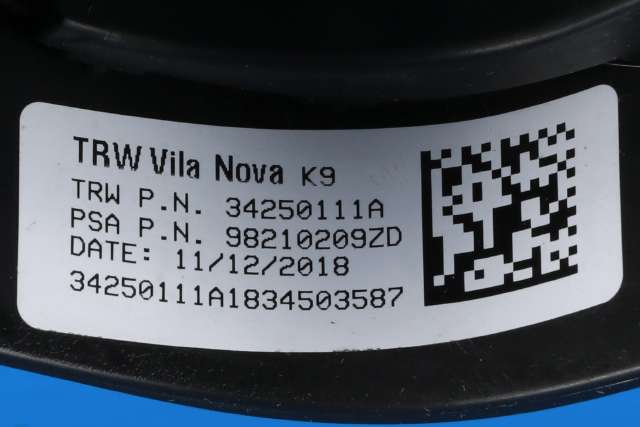 TRW Vila Nova K9
TRW P.N. 34250111A
PSA P.N. 98210209ZD
DATE: 11/12/2018
34250111A1834503587